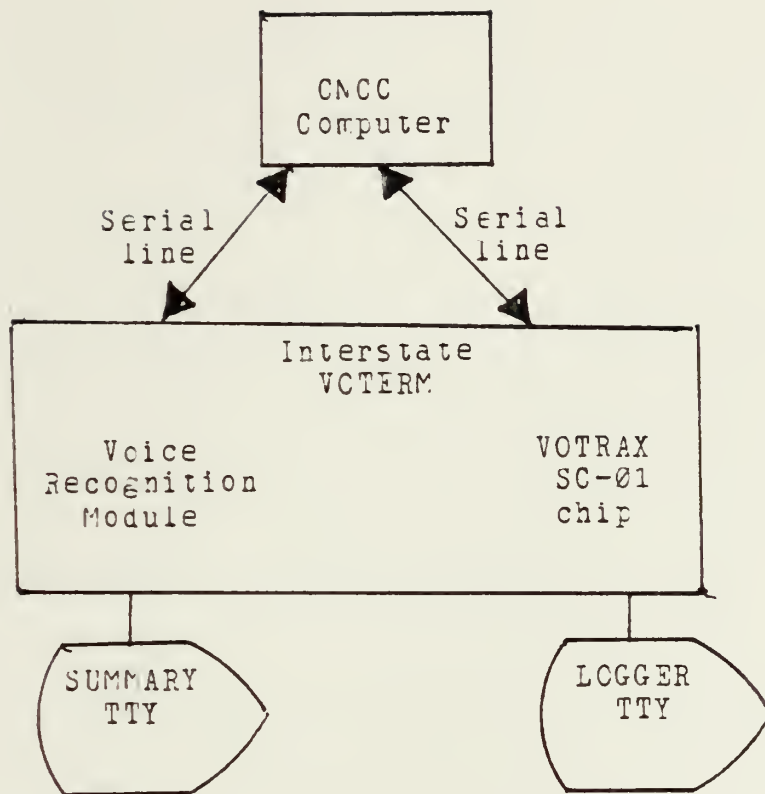 CNCC
Computer
Serial
line
Serial
line
Interstate
VCTERM
Voice
Recognition
Module
VOTRAX
SC-01
chip
SUMMARY
TTY
LOGGER
TTY